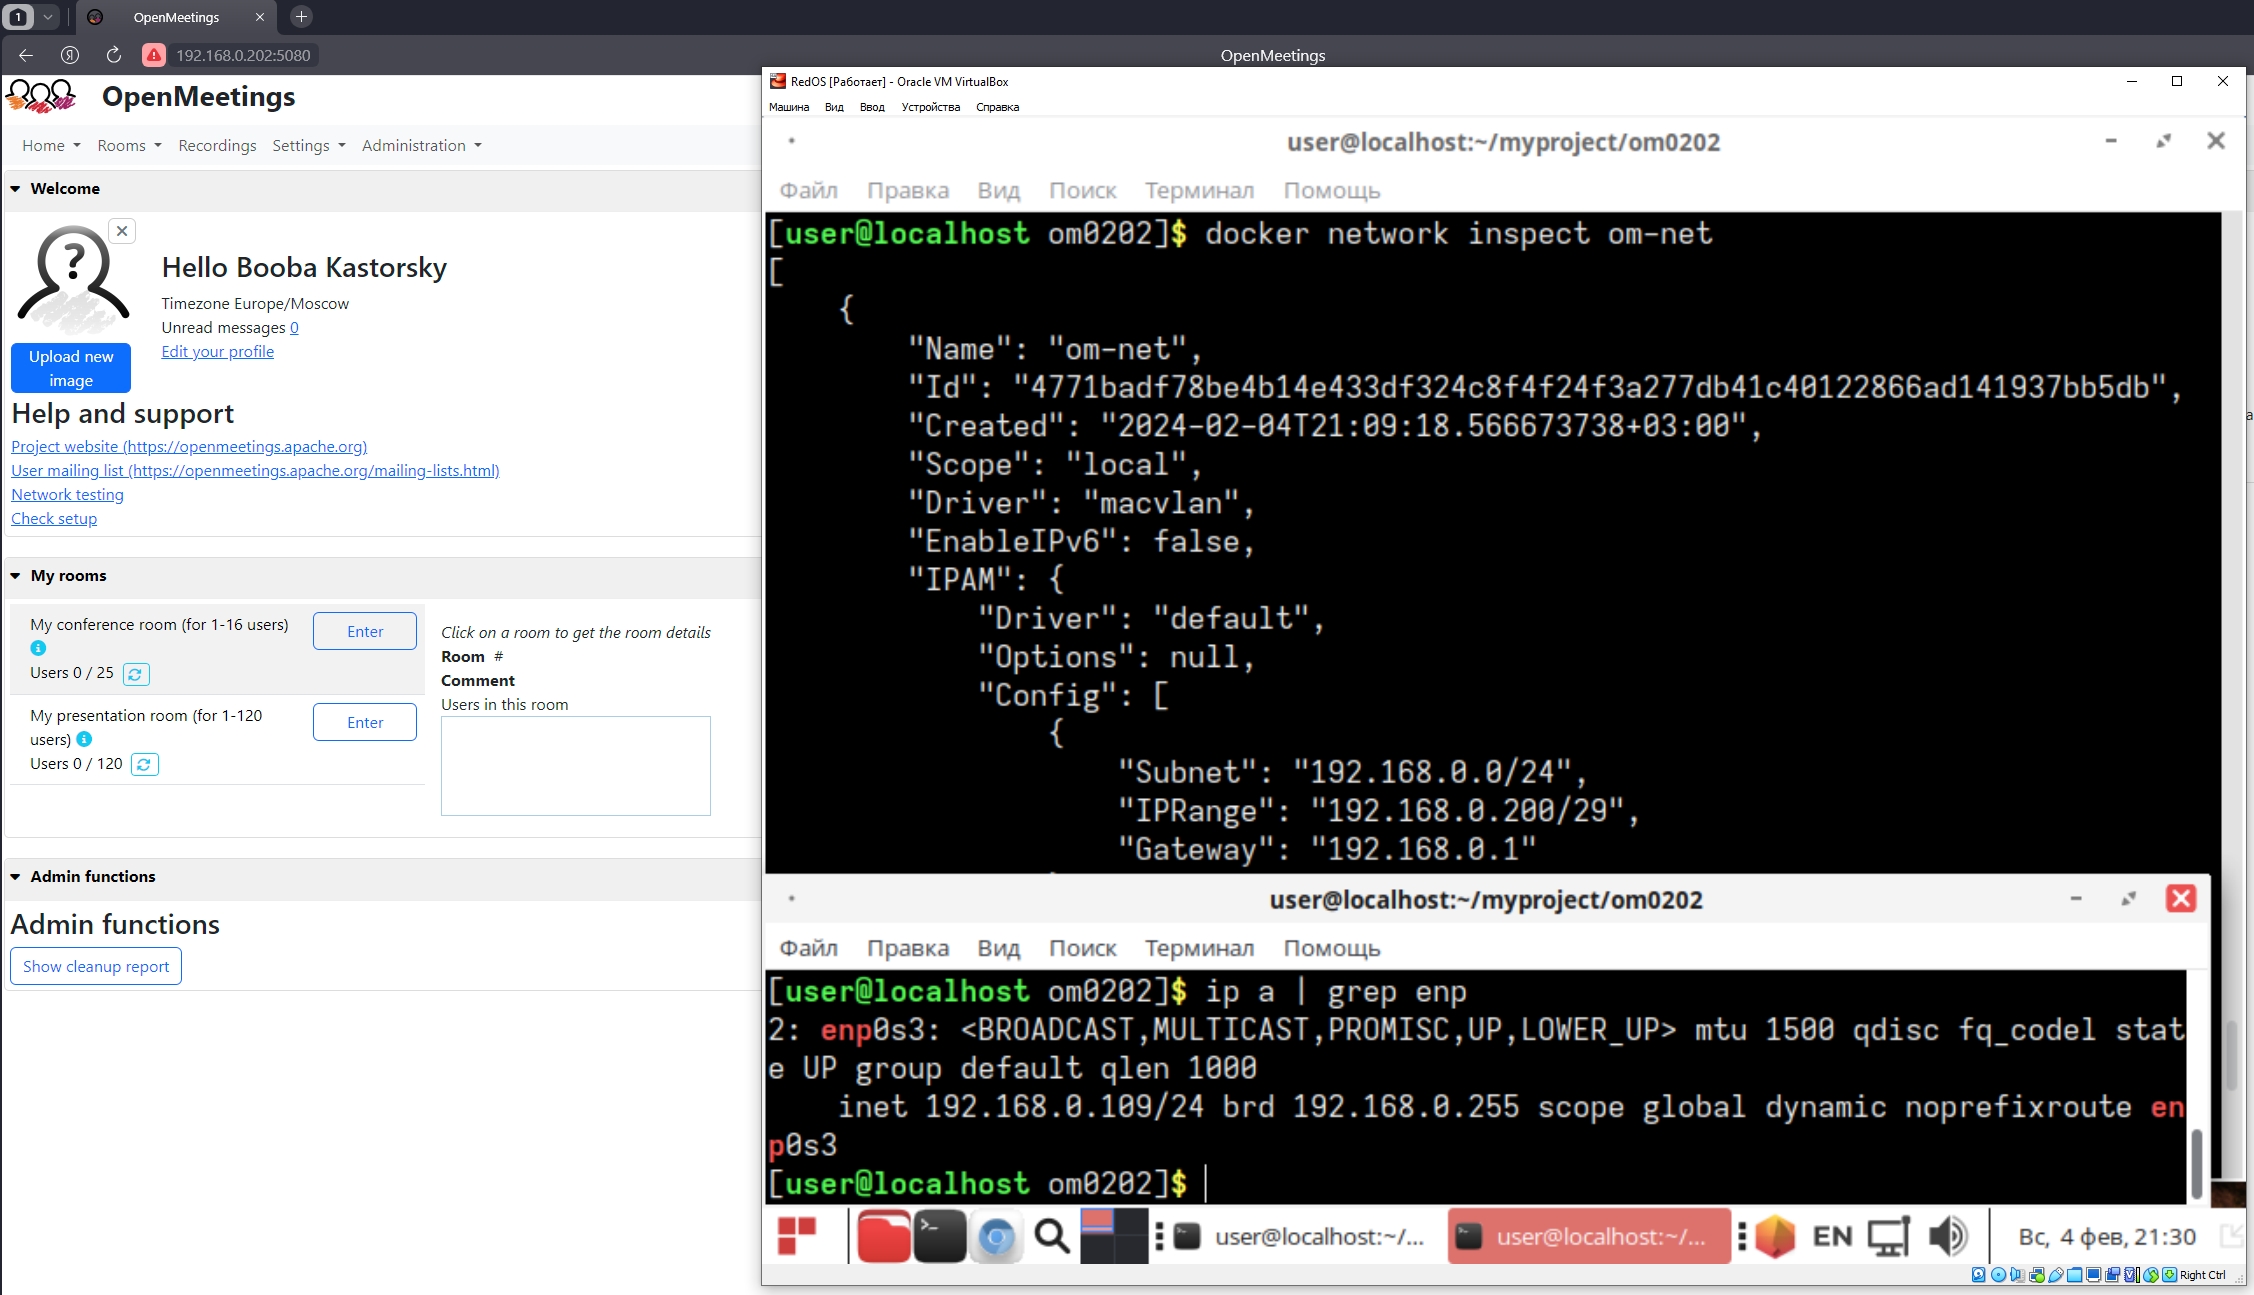 1
OpenMeetings
192.168.0.202:5080
OpenMeetings
OpenMeetings
Home
Rooms
Recordings
Settings
Administration
Welcome
?
Hello Booba Kastorsky
Timezone Europe/Moscow
Unread messages 0
Edit your profile
Upload new
image
Help and support
Project website (https://openmeetings.apache.org)
User mailing list (https://openmeetings.apache.org/mailing-lists.html)
Network testing
Check setup
My rooms
My conference room (for 1-16 users)
Users 0 / 25
Enter
My presentation room (for 1-120
users)
Users 0 / 120
Enter
Click on a room to get the room details
Room #
Comment
Users in this room
Admin functions
Admin functions
Show cleanup report
RedOS [Работает] - Oracle VM VirtualBox
Машина Вид Ввод Устройства Справка
user@localhost:~/myproject/om0202
Файл Правка Вид Поиск Терминал Помощь
[user@localhost om0202]$ docker network inspect om-net
[
{
"Name": "om-net",
"Id": "4771badf78be4b14e433df324c8f4f24f3a277db41c40122866ad141937bb5db",
"Created": "2024-02-04T21:09:18.566673738+03:00",
"Scope": "local",
"Driver": "macvlan",
"EnableIPv6": false,
"IPAM": {
"Driver": "default",
"Options": null,
"Config": [
{
"Subnet": "192.168.0.0/24",
"IPRange": "192.168.0.200/29",
"Gateway": "192.168.0.1"
user@localhost:~/myproject/om0202
Файл Правка Вид Поиск Терминал Помощь
[user@localhost om0202]$ ip a | grep enp
2: enp0s3: <BROADCAST,MULTICAST,PROMISC,UP,LOWER_UP> mtu 1500 qdisc fq_codel stat
e UP group default qlen 1000
inet 192.168.0.109/24 brd 192.168.0.255 scope global dynamic noprefixroute en
p0s3
[user@localhost om0202]$
user@localhost:~/...
user@localhost:~/...
EN
Вс, 4 фев, 21:30
Right Ctrl